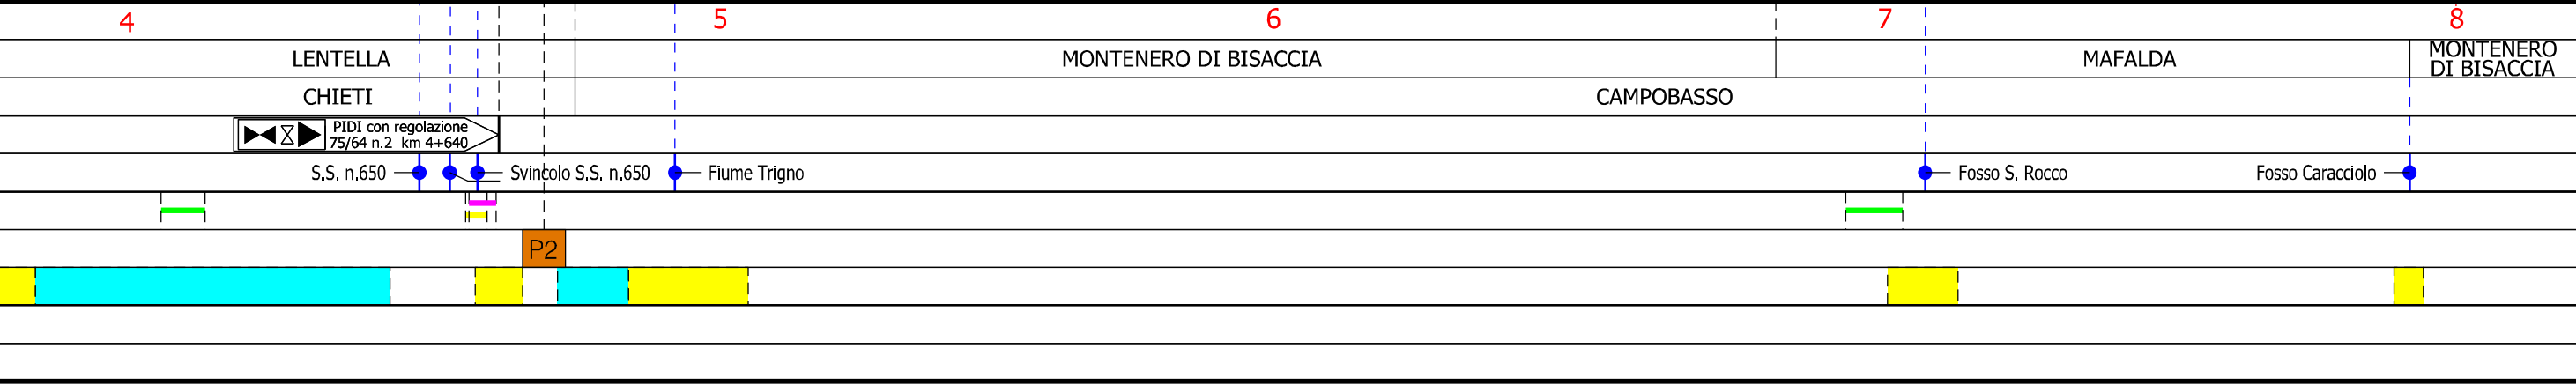 4 5 6 7 8
LENTELLA MONTENERO DI BISACCIA MAFALDA MONTENERO
DI BISACCIA
CHIETI CAMPOBASSO
PIDI con regolazione
75/64 n.2 km 4+640
S.S. n.650 Svincolo S.S. n.650 Fiume Trigno Fosso S. Rocco Fosso Caracciolo
P2